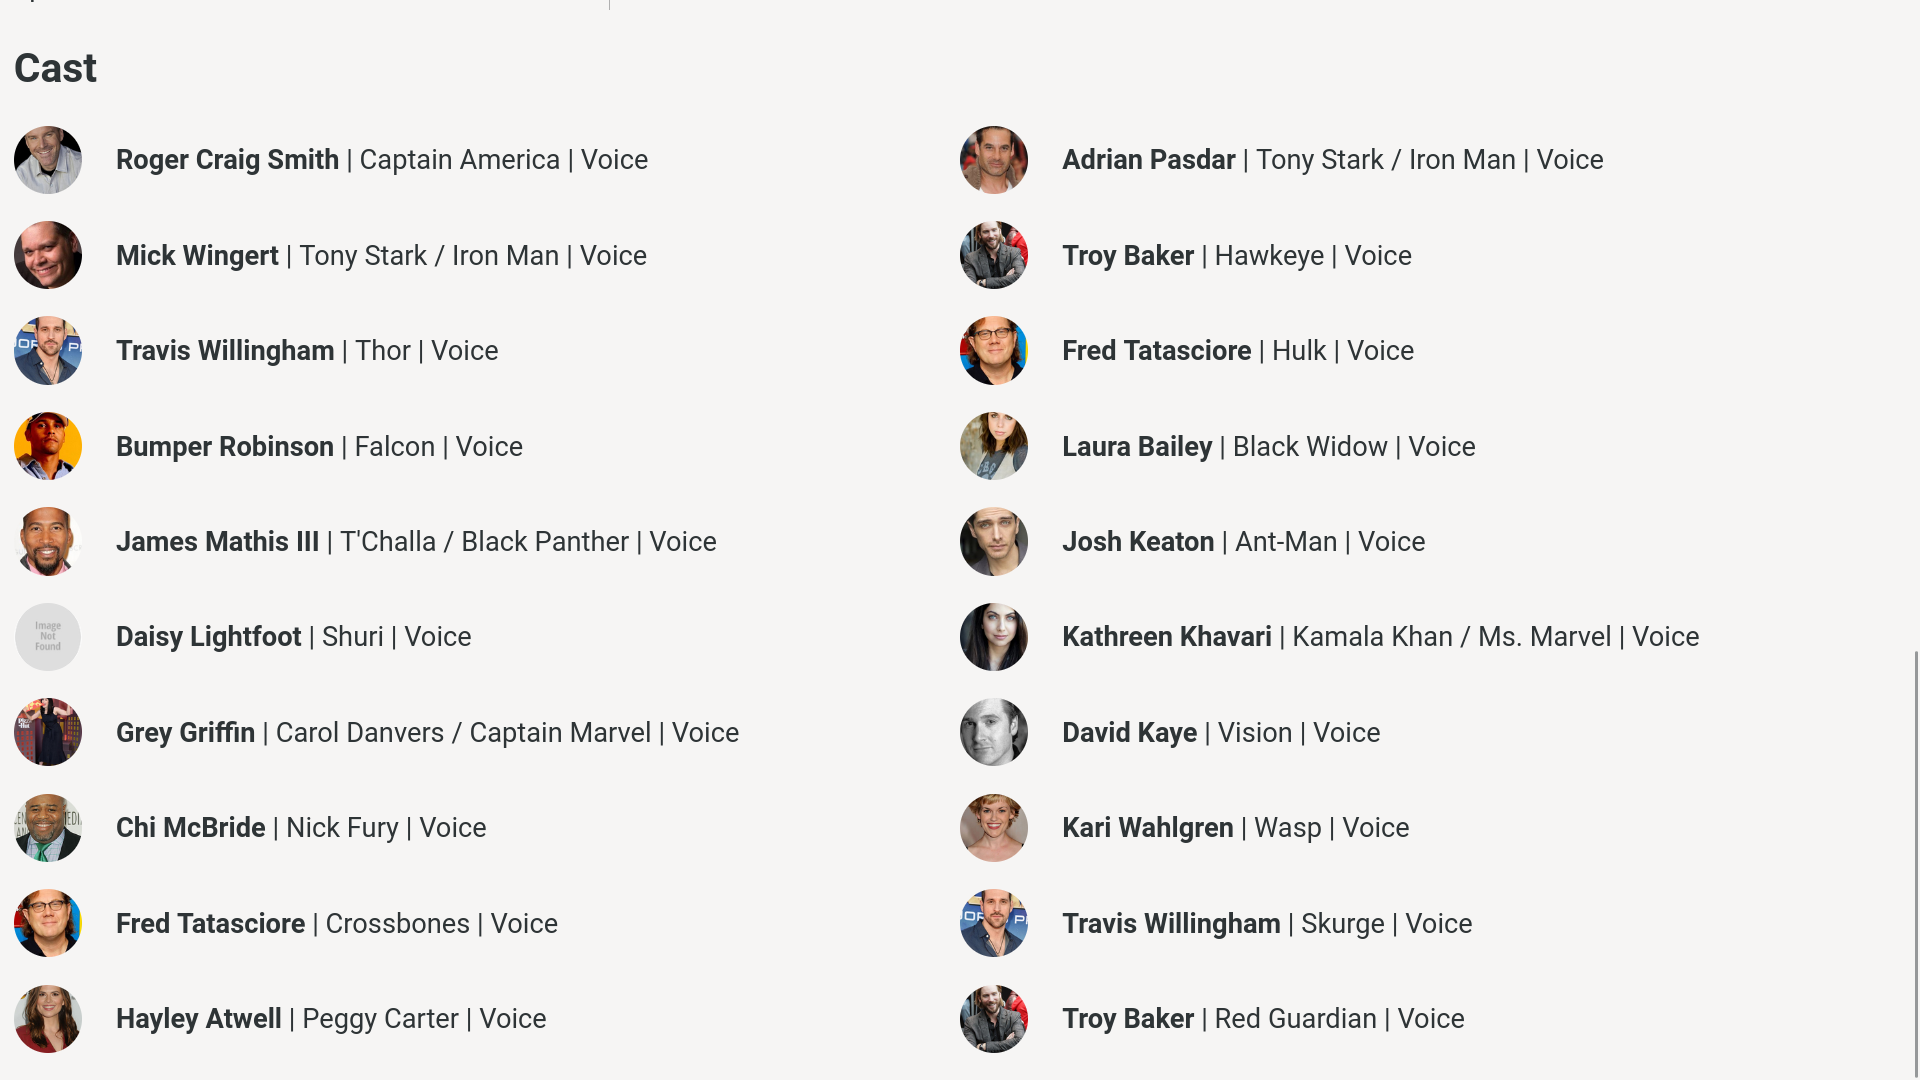 Cast
Roger Craig Smith | Captain America | Voice
Adrian Pasdar | Tony Stark / Iron Man | Voice
Mick Wingert | Tony Stark / Iron Man | Voice
Troy Baker | Hawkeye | Voice
Travis Willingham | Thor | Voice
Fred Tatasciore | Hulk | Voice
Bumper Robinson | Falcon | Voice
Laura Bailey | Black Widow | Voice
James Mathis III | T'Challa / Black Panther | Voice
Josh Keaton | Ant-Man | Voice
Image
Not
Found
Daisy Lightfoot | Shuri | Voice
Kathreen Khavari | Kamala Khan / Ms. Marvel | Voice
Grey Griffin | Carol Danvers / Captain Marvel | Voice
David Kaye | Vision | Voice
Chi McBride | Nick Fury | Voice
Kari Wahlgren | Wasp | Voice
Fred Tatasciore | Crossbones | Voice
Travis Willingham | Skurge | Voice
Hayley Atwell | Peggy Carter | Voice
Troy Baker | Red Guardian | Voice